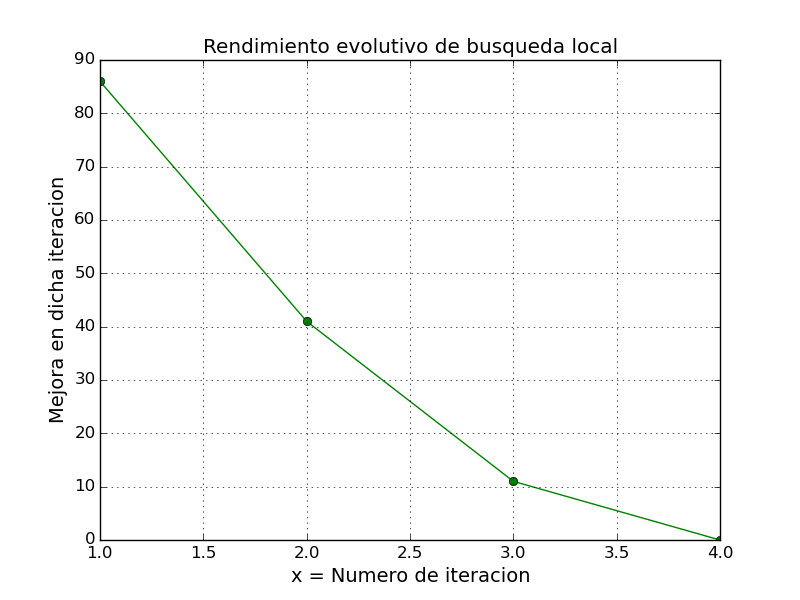 Rendimiento evolutivo de busqueda local
90
80
70
60
50
40
30
20
10
0
Mejora en dicha iteracion
1.0 1.5 2.0 2.5 3.0 3.5 4.0
x = Numero de iteracion